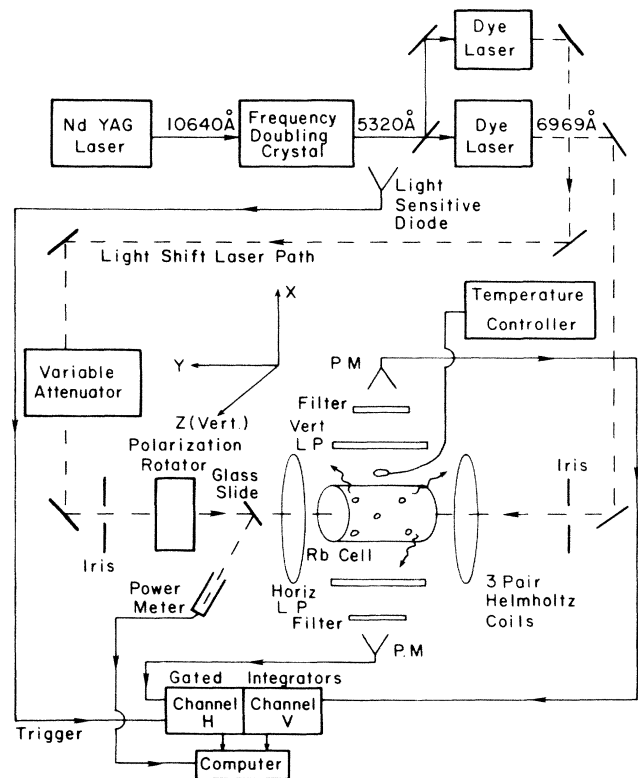 Dye
Laser
Nd YAG
Laser
10640Å
Frequency
Doubling
Crystal
5320Å
Dye
Laser
6969Å
Light
Sensitive
Diode
Light Shift Laser Path
Temperature
Controller
X
Y
Z (Vert.)
Variable
Attenuator
P M
Filter
Vert
L P
Polarization
Rotator
Glass
Slide
Iris
Iris
Rb Cell
Power
Meter
Horiz
L P
Filter
3 Pair
Helmholtz
Coils
P.M
Gated Integrators
Channel
H
Channel
V
Trigger
Computer